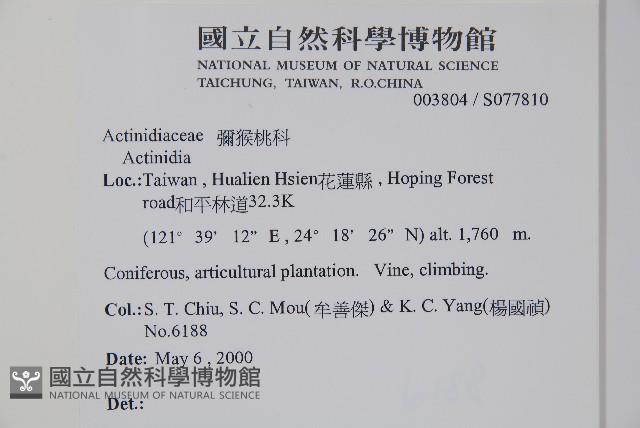 國立自然科學博物館
NATIONAL MUSEUM OF NATURAL SCIENCE
TAICHUNG, TAIWAN, R.O.CHINA
003804 / S077810
Actinidiaceae 彌猴桃科
Actinidia
Loc.:Taiwan , Hualien Hsien花蓮縣 , Hoping Forest
road和平林道32.3K
(121° 39' 12" E , 24° 18' 26" N) alt. 1,760 m.
Coniferous, articultural plantation. Vine, climbing.
Col.: S. T. Chiu, S. C. Mou(牟善傑) & K. C. Yang(楊國禎)
No.6188
Date: May 6 , 2000
國立自然科學博物館
NATIONAL MUSEUM OF NATURAL SCIENCE
Det.: